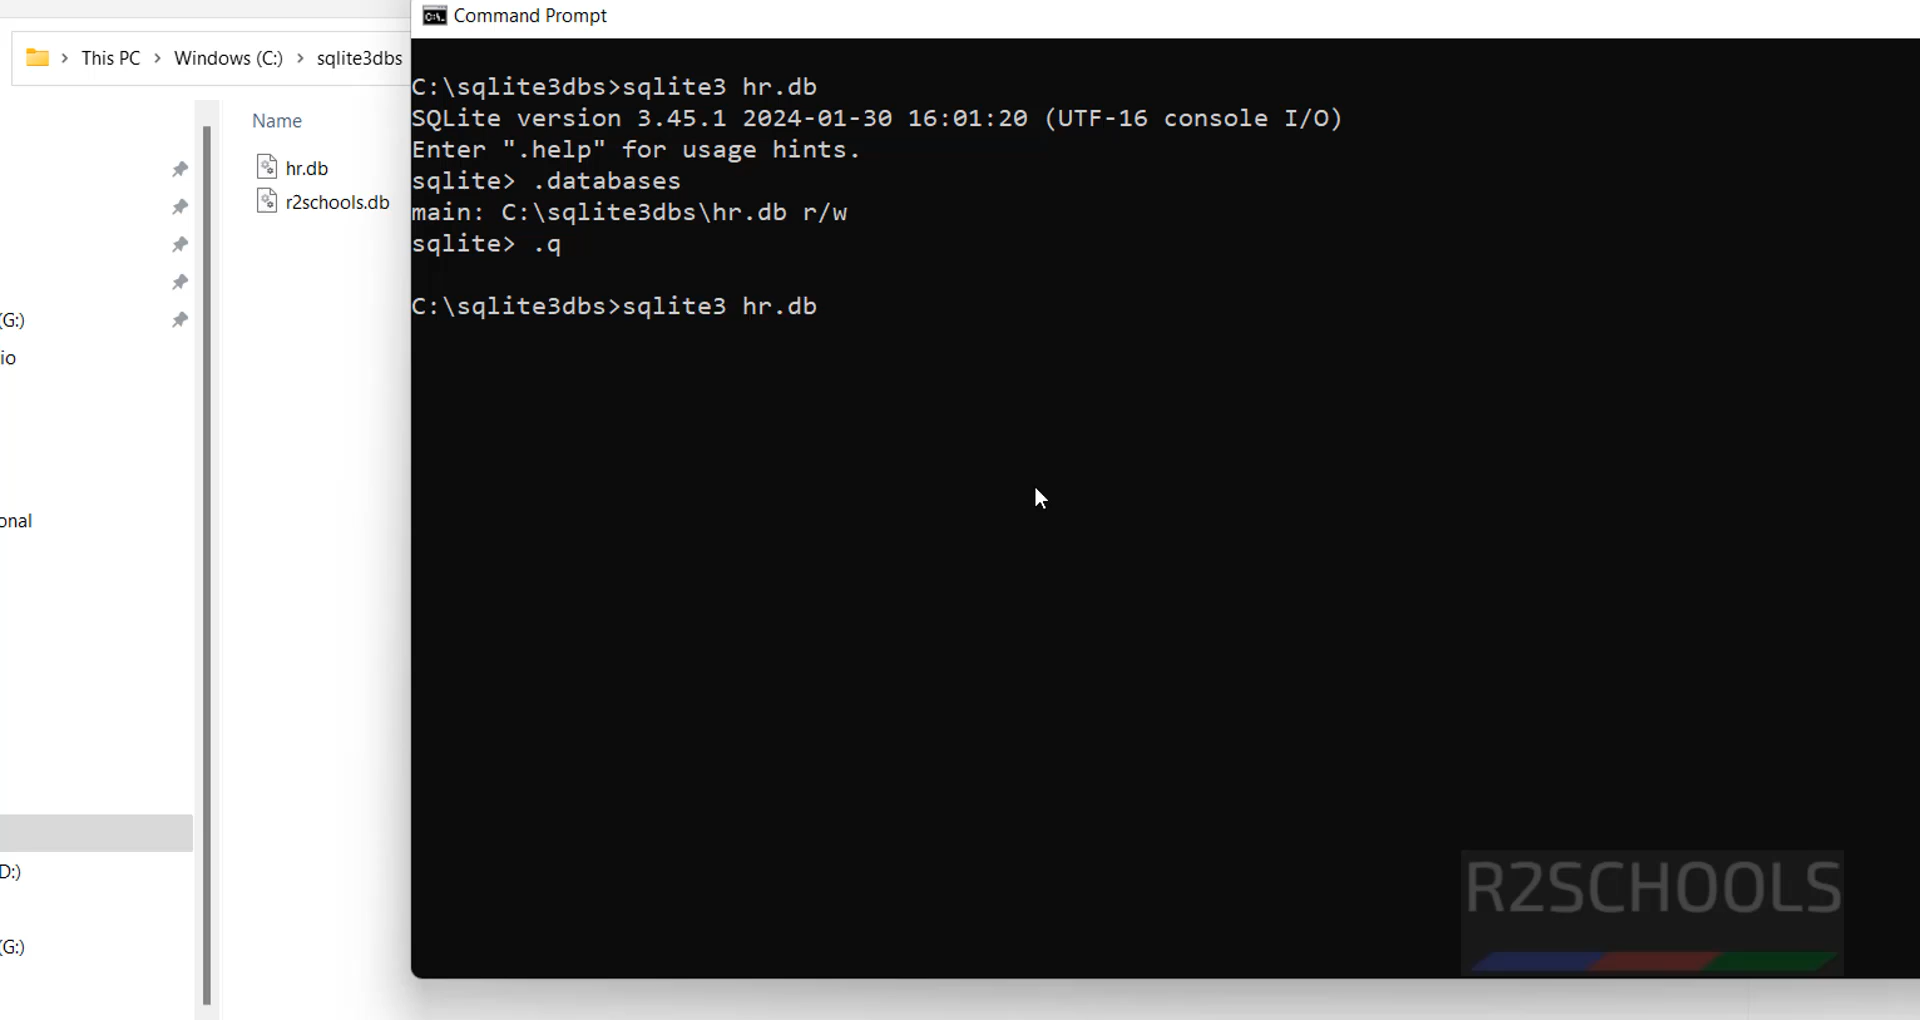 This PC > Windows (C:) > sqlite3dbs
Name
hr.db
r2schools.db
(G:)
io
onal
D:)
(G:)
Command Prompt
C:\sqlite3dbs>sqlite3 hr.db
SQLite version 3.45.1 2024-01-30 16:01:20 (UTF-16 console I/O)
Enter ".help" for usage hints.
sqlite> .databases
main: C:\sqlite3dbs\hr.db r/w
sqlite> .q
C:\sqlite3dbs>sqlite3 hr.db
R2SCHOOLS